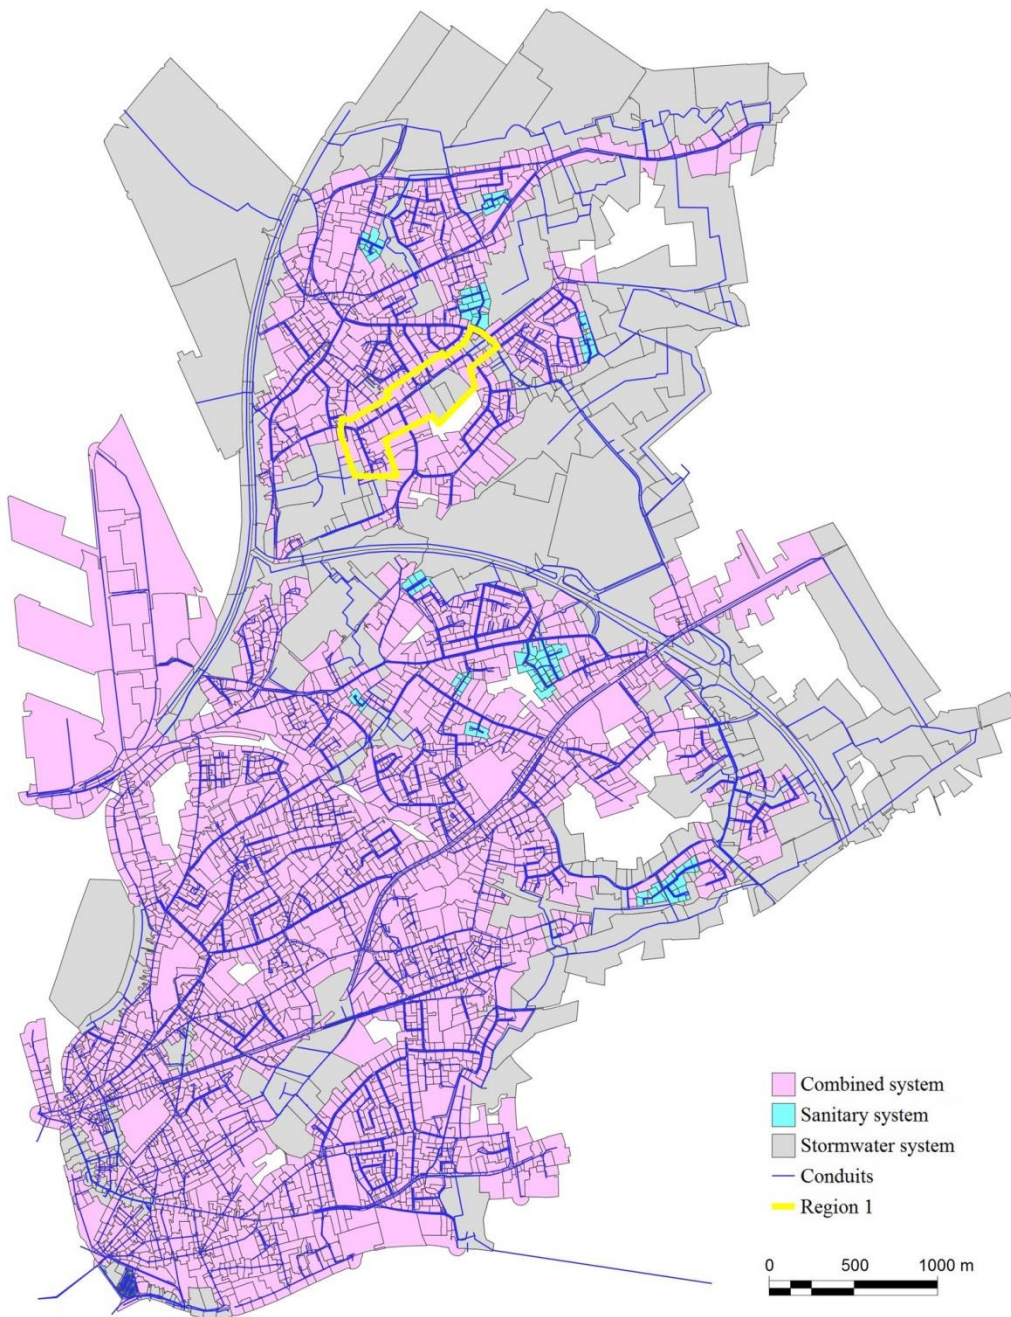 Combined system
Sanitary system
Stormwater system
Conduits
Region 1
0 500 1000 m